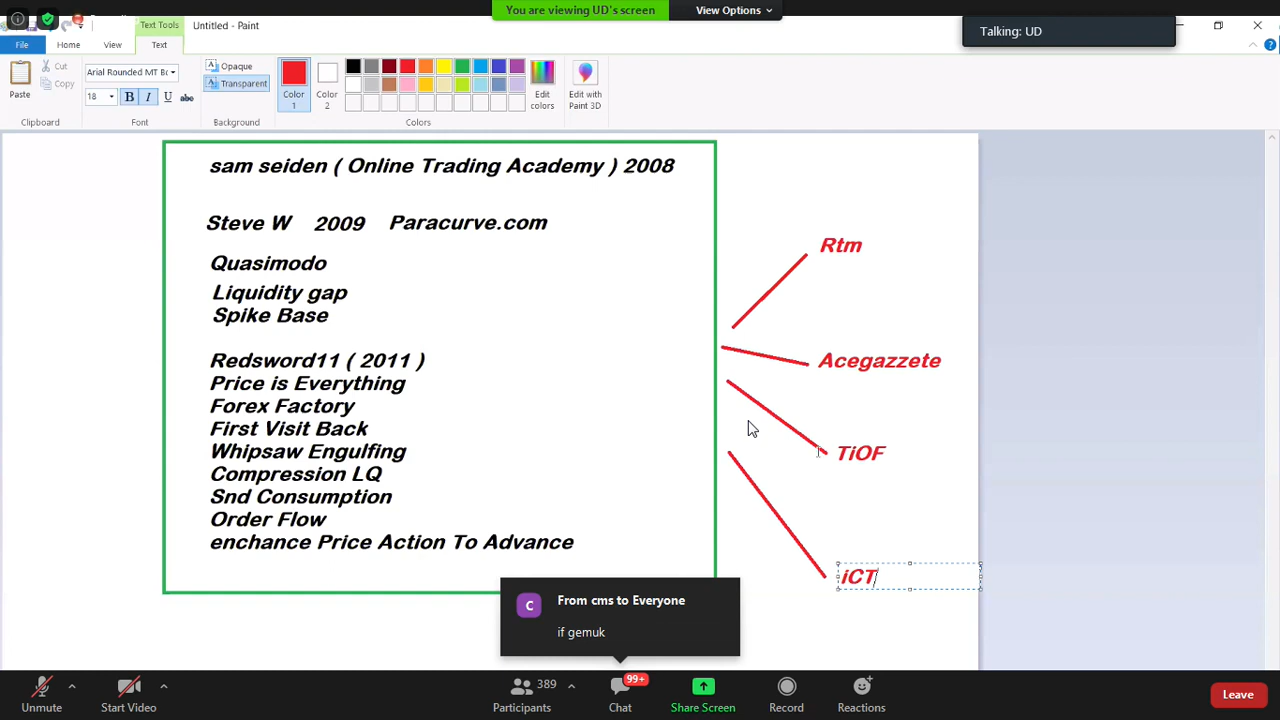 You are viewing UD's screen
View Options
Talking: UD
Text Tools
Untitled - Paint
File
Home
View
Text
Paste
Cut
Copy
Clipboard
Arial Rounded MT Bo
18
B I U abc
Font
Opaque
Transparent
Background
Color 1
Color 2
Colors
Edit colors
Edit with Paint 3D
sam seiden ( Online Trading Academy ) 2008
Steve W 2009 Paracurve.com
Quasimodo
Liquidity gap
Spike Base
Redsword11 ( 2011 )
Price is Everything
Forex Factory
First Visit Back
Whipsaw Engulfing
Compression LQ
Snd Consumption
Order Flow
enchance Price Action To Advance
Rtm
Acegazzete
TiOF
iCT
C
From cms to Everyone
if gemuk
Unmute
Start Video
389
Participants
99+
Chat
Share Screen
Record
Reactions
Leave